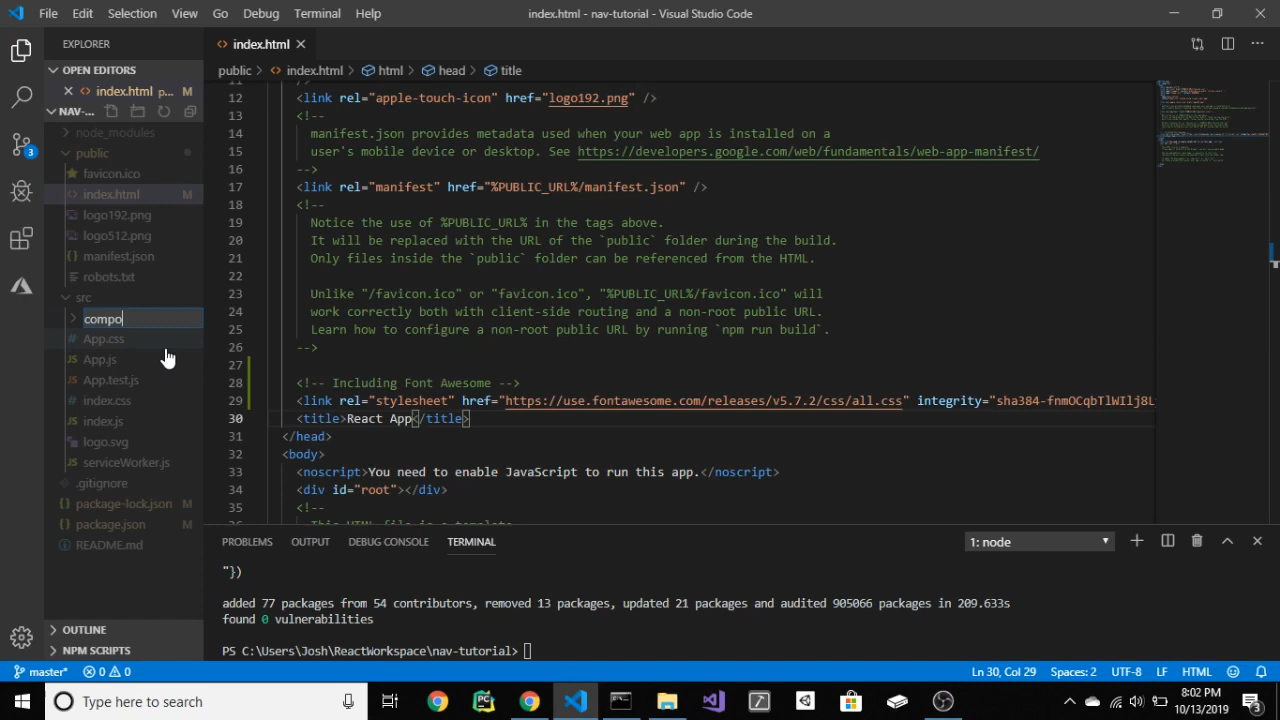 File Edit Selection View Go Debug Terminal Help
index.html - nav-tutorial - Visual Studio Code
EXPLORER
OPEN EDITORS
index.html p... M
NAV-...
node_modules
public
favicon.ico
index.html M
logo192.png
logo512.png
manifest.json
robots.txt
src
compo
App.css
App.js
App.test.js
index.css
index.js
logo.svg
serviceWorker.js
.gitignore
package-lock.json M
package.json M
README.md
OUTLINE
NPM SCRIPTS
3
index.html
public > index.html > html > head > title
11 />
12 <link rel="apple-touch-icon" href="logo192.png" />
13 <!--
14 manifest.json provides metadata used when your web app is installed on a
15 user's mobile device or desktop. See https://developers.google.com/web/fundamentals/web-app-manifest/
16 -->
17 <link rel="manifest" href="%PUBLIC_URL%/manifest.json" />
18 <!--
19 Notice the use of %PUBLIC_URL% in the tags above.
20 It will be replaced with the URL of the `public` folder during the build.
21 Only files inside the `public` folder can be referenced from the HTML.
22
23 Unlike "/favicon.ico" or "favicon.ico", "%PUBLIC_URL%/favicon.ico" will
24 work correctly both with client-side routing and a non-root public URL.
25 Learn how to configure a non-root public URL by running `npm run build`.
26 -->
27
28 <!-- Including Font Awesome -->
29 <link rel="stylesheet" href="https://use.fontawesome.com/releases/v5.7.2/css/all.css" integrity="sha384-fnmOCqbTlWIlj8L
30 <title>React App</title>
31 </head>
32 <body>
33 <noscript>You need to enable JavaScript to run this app.</noscript>
34 <div id="root"></div>
35 <!--
36 This HTML file is a template.
PROBLEMS OUTPUT DEBUG CONSOLE TERMINAL 1: node
"})
added 77 packages from 54 contributors, removed 13 packages, updated 21 packages and audited 905066 packages in 209.633s
found 0 vulnerabilities
PS C:\Users\Josh\ReactWorkspace\nav-tutorial>
master* 0 0 Ln 30, Col 29 Spaces: 2 UTF-8 LF HTML
Type here to search
8:02 PM
10/13/2019
3